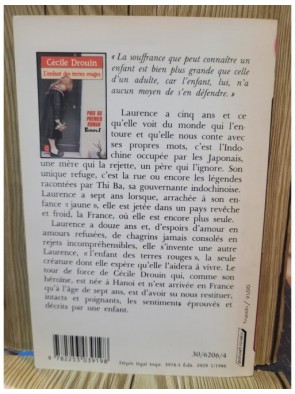 Cécile Drouin
L'enfant des terres rouges
PRIX DU
PREMIER
ROMAN
« La souffrance que peut connaître un
enfant est bien plus grande que celle
d'un adulte, car l'enfant, lui, n'a
aucun moyen de s'en défendre. »
Laurence a cinq ans et ce
qu'elle voit du monde qui l'en-
toure et qu'elle nous conte avec
ses propres mots, c'est l'Indo-
chine occupée par les Japonais,
une mère qui la rejette, un père qui l'ignore. Son
unique refuge, c'est la rue ou encore les légendes
racontées par Thi Ba, sa gouvernante indochinoise.
Laurence a sept ans lorsque, arrachée à son en-
fance « jaune », elle est jetée dans un pays revêche
et froid, la France, où elle est encore plus seule.
Laurence a douze ans et, d'espoirs d'amour en
amours refusées, de chagrins jamais consolés en
rejets incompréhensibles, elle s'invente une autre
Laurence, « l'enfant des terres rouges », la seule
créature dont elle espère qu'elle l'aidera à vivre. Le
tour de force de Cécile Drouin qui, comme son
héroïne, est née à Hanoi et n'est arrivée en France
qu'à l'âge de sept ans, est d'avoir su nous restituer,
intacts et poignants, les sentiments éprouvés et
décrits par une enfant.
30/6206/4
9 782253 039198